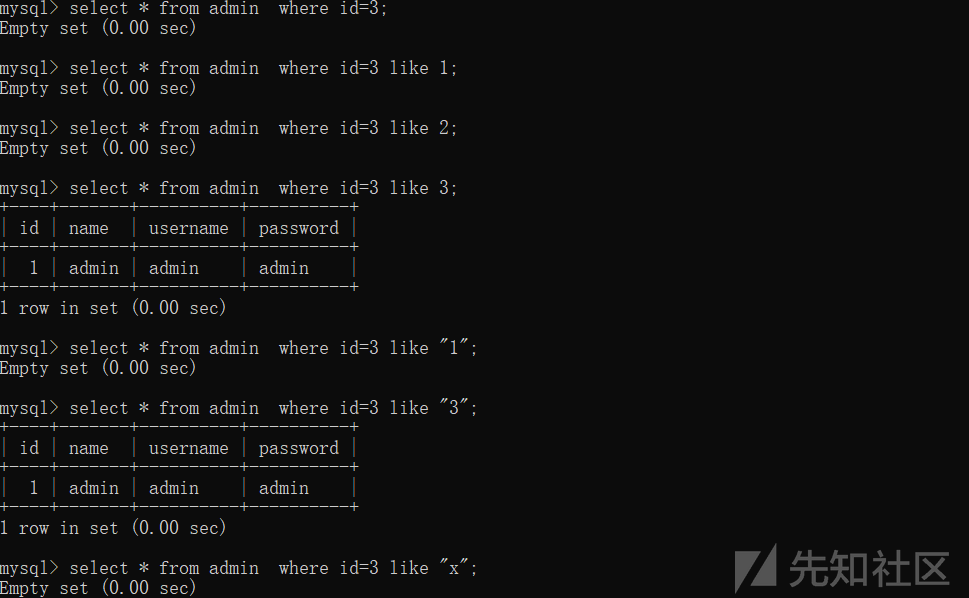 mysql> select * from admin  where id=3;
Empty set (0.00 sec)
mysql> select * from admin  where id=3 like 1;
Empty set (0.00 sec)
mysql> select * from admin  where id=3 like 2;
Empty set (0.00 sec)
mysql> select * from admin  where id=3 like 3;
+----+-------+----------+----------+
| id | name  | username | password |
+----+-------+----------+----------+
|  1 | admin | admin    | admin    |
+----+-------+----------+----------+
1 row in set (0.00 sec)
mysql> select * from admin  where id=3 like "1";
Empty set (0.00 sec)
mysql> select * from admin  where id=3 like "3";
+----+-------+----------+----------+
| id | name  | username | password |
+----+-------+----------+----------+
|  1 | admin | admin    | admin    |
+----+-------+----------+----------+
1 row in set (0.00 sec)
mysql> select * from admin  where id=3 like "x";
Empty set (0.00 sec)
先知社区